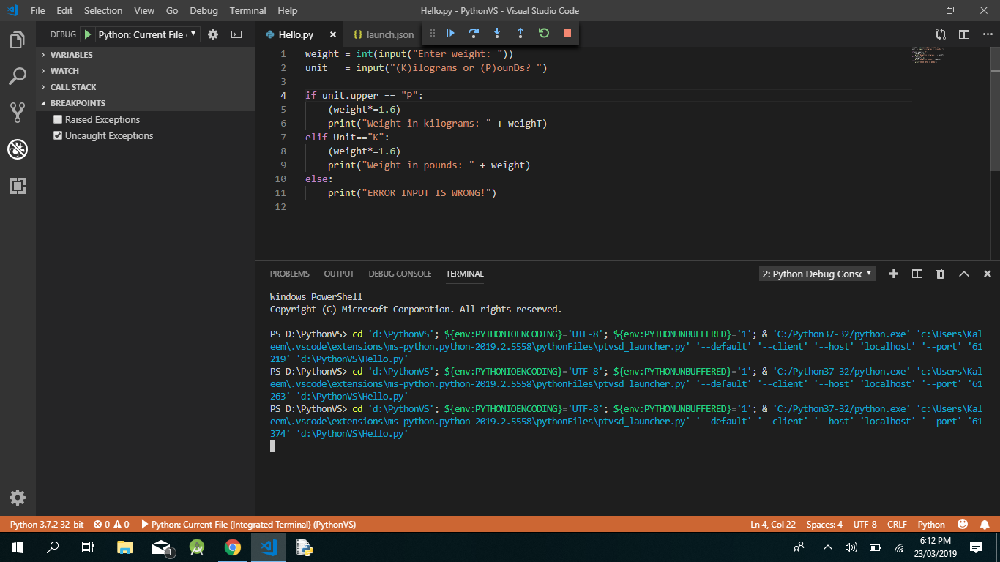 File Edit Selection View Go Debug Terminal Help Hello.py - PythonVS - Visual Studio Code
DEBUG Python: Current File
VARIABLES
WATCH
CALL STACK
BREAKPOINTS
Raised Exceptions
Uncaught Exceptions
Hello.py {} launch.json
1 weight = int(input("Enter weight: "))
2 unit   = input("(K)ilograms or (P)ounDs? ")
3
4 if unit.upper == "P":
5     (weight*=1.6)
6     print("Weight in kilograms: " + weighT)
7 elif Unit=="K":
8     (weight*=1.6)
9     print("Weight in pounds: " + weight)
10 else:
11     print("ERROR INPUT IS WRONG!")
12
PROBLEMS OUTPUT DEBUG CONSOLE TERMINAL 2: Python Debug Consc
Windows PowerShell
Copyright (C) Microsoft Corporation. All rights reserved.
PS D:\PythonVS> cd 'd:\PythonVS'; ${env:PYTHONIOENCODING}='UTF-8'; ${env:PYTHONUNBUFFERED}='1'; & 'C:/Python37-32/python.exe' 'c:\Users\Kal
eem\.vscode\extensions\ms-python.python-2019.2.5558\pythonFiles\ptvsd_launcher.py' '--default' '--client' '--host' 'localhost' '--port' '61
219' 'd:\PythonVS\Hello.py'
PS D:\PythonVS> cd 'd:\PythonVS'; ${env:PYTHONIOENCODING}='UTF-8'; ${env:PYTHONUNBUFFERED}='1'; & 'C:/Python37-32/python.exe' 'c:\Users\Kal
eem\.vscode\extensions\ms-python.python-2019.2.5558\pythonFiles\ptvsd_launcher.py' '--default' '--client' '--host' 'localhost' '--port' '61
263' 'd:\PythonVS\Hello.py'
PS D:\PythonVS> cd 'd:\PythonVS'; ${env:PYTHONIOENCODING}='UTF-8'; ${env:PYTHONUNBUFFERED}='1'; & 'C:/Python37-32/python.exe' 'c:\Users\Kal
eem\.vscode\extensions\ms-python.python-2019.2.5558\pythonFiles\ptvsd_launcher.py' '--default' '--client' '--host' 'localhost' '--port' '61
374' 'd:\PythonVS\Hello.py'
Python 3.7.2 32-bit 0 0 Python: Current File (Integrated Terminal) (PythonVS) Ln 4, Col 22 Spaces: 4 UTF-8 CRLF Python
1
6:12 PM
23/03/2019